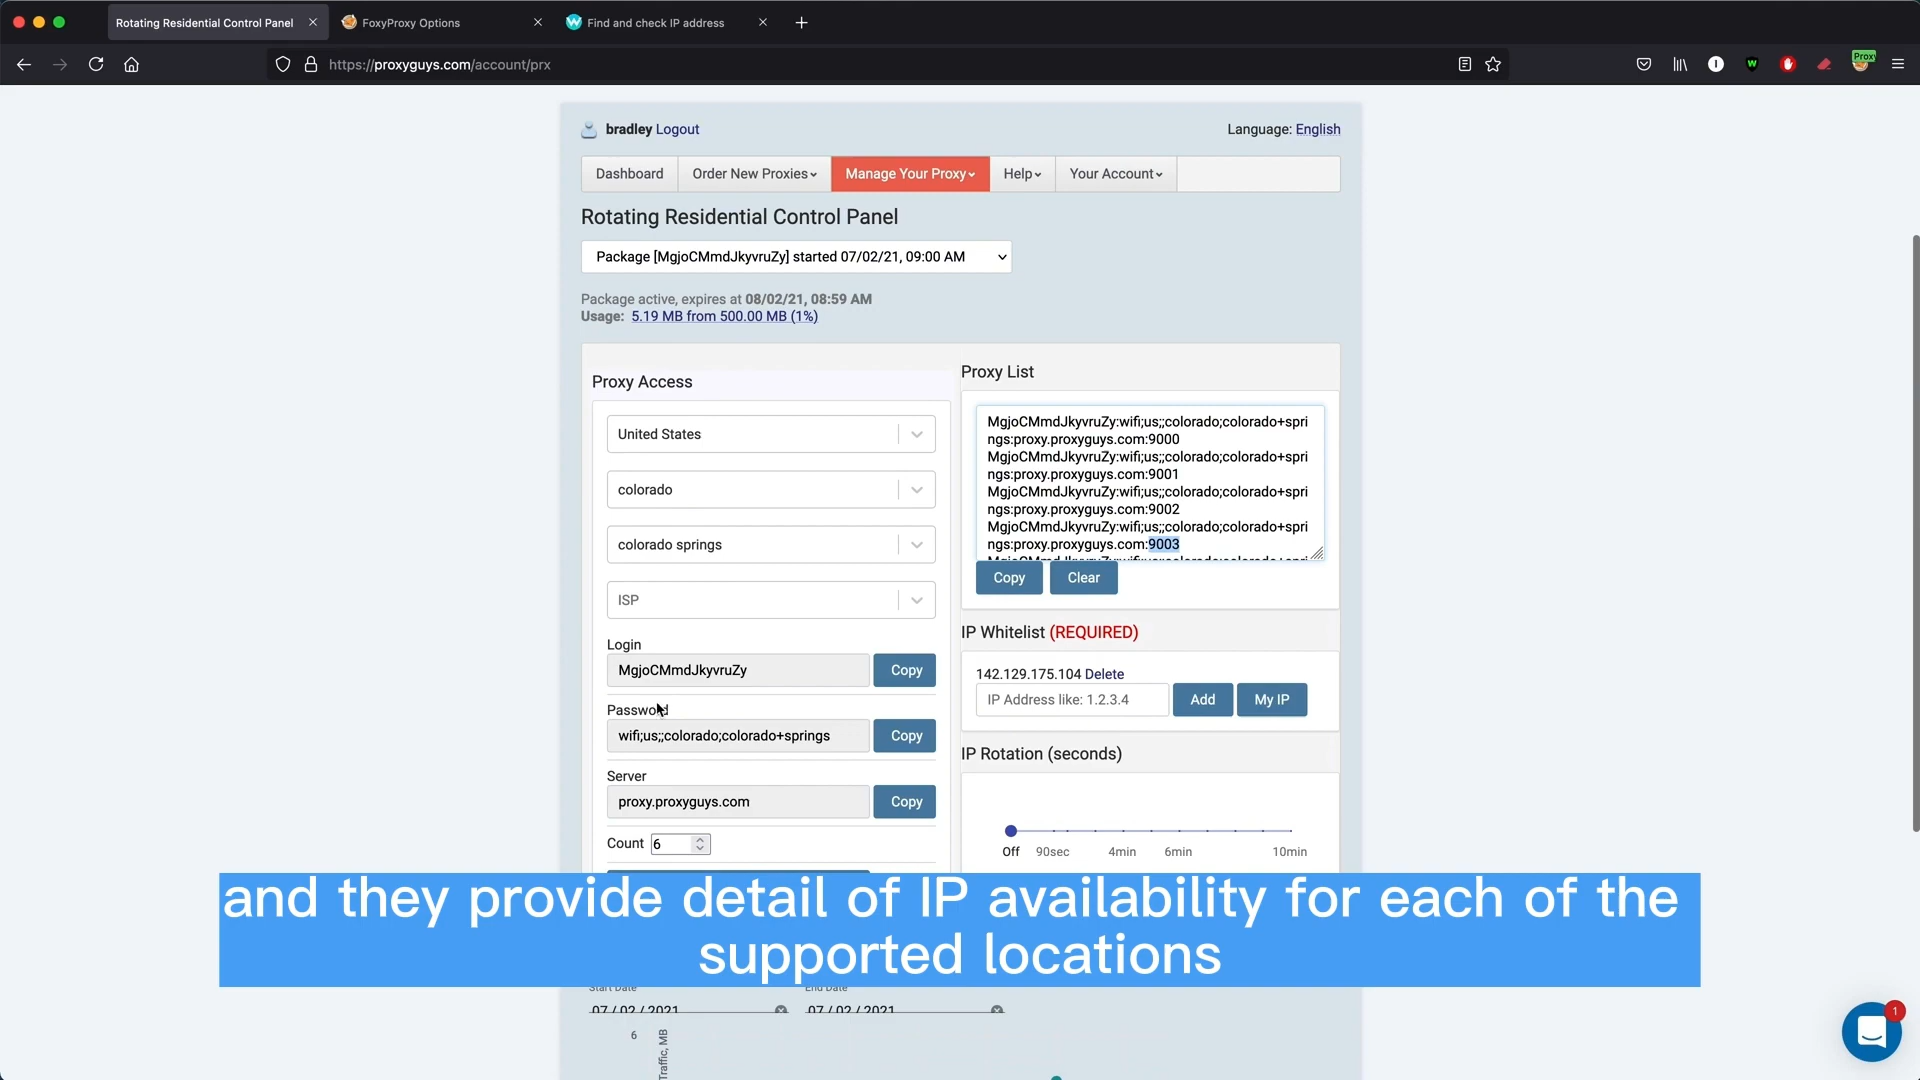 Rotating Residential Control Panel
FoxyProxy Options
Find and check IP address
https://proxyguys.com/account/prx
Proxy
bradley Logout
Language: English
Dashboard
Order New Proxies
Manage Your Proxy
Help
Your Account
Rotating Residential Control Panel
Package [MgjoCMmdJkyvruZy] started 07/02/21, 09:00 AM
Package active, expires at 08/02/21, 08:59 AM
Usage: 5.19 MB from 500.00 MB (1%)
Proxy Access
United States
colorado
colorado springs
ISP
Login
MgjoCMmdJkyvruZy
Copy
Password
wifi;us;;colorado;colorado+springs
Copy
Server
proxy.proxyguys.com
Copy
Count 6
Proxy List
MgjoCMmdJkyvruZy:wifi;us;;colorado;colorado+spri
ngs:proxy.proxyguys.com:9000
MgjoCMmdJkyvruZy:wifi;us;;colorado;colorado+spri
ngs:proxy.proxyguys.com:9001
MgjoCMmdJkyvruZy:wifi;us;;colorado;colorado+spri
ngs:proxy.proxyguys.com:9002
MgjoCMmdJkyvruZy:wifi;us;;colorado;colorado+spri
ngs:proxy.proxyguys.com:9003
Copy
Clear
IP Whitelist (REQUIRED)
142.129.175.104 Delete
IP Address like: 1.2.3.4
Add
My IP
IP Rotation (seconds)
Off 90sec 4min 6min 10min
and they provide detail of IP availability for each of the
supported locations
Start Date
End Date
07 / 02 / 2021
07 / 02 / 2021
6
Traffic, MB
1